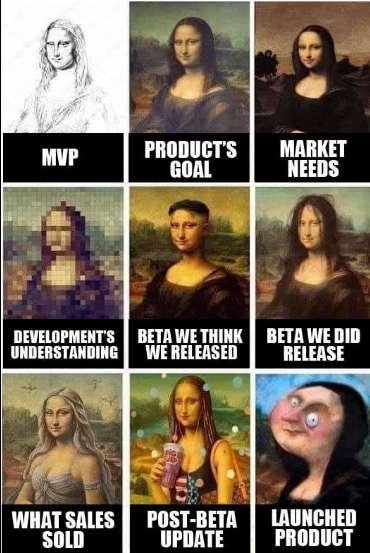 MVP
PRODUCT'S
GOAL
MARKET
NEEDS
DEVELOPMENT'S
UNDERSTANDING
BETA WE THINK
WE RELEASED
BETA WE DID
RELEASE
WHAT SALES
SOLD
POST-BETA
UPDATE
LAUNCHED
PRODUCT